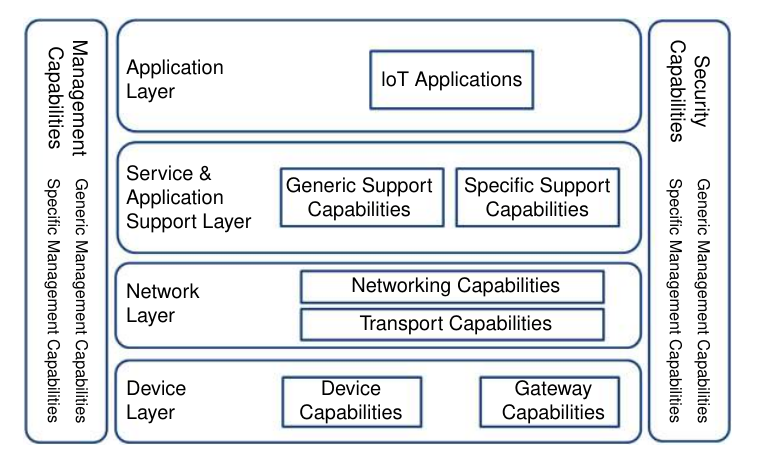 Management
Capabilities
Generic Management Capabilities
Specific Management Capabilities
Application
Layer
IoT Applications
Service &
Application
Support Layer
Generic Support
Capabilities
Specific Support
Capabilities
Network
Layer
Networking Capabilities
Transport Capabilities
Device
Layer
Device
Capabilities
Gateway
Capabilities
Security
Capabilities
Generic Management Capabilities
Specific Management Capabilities